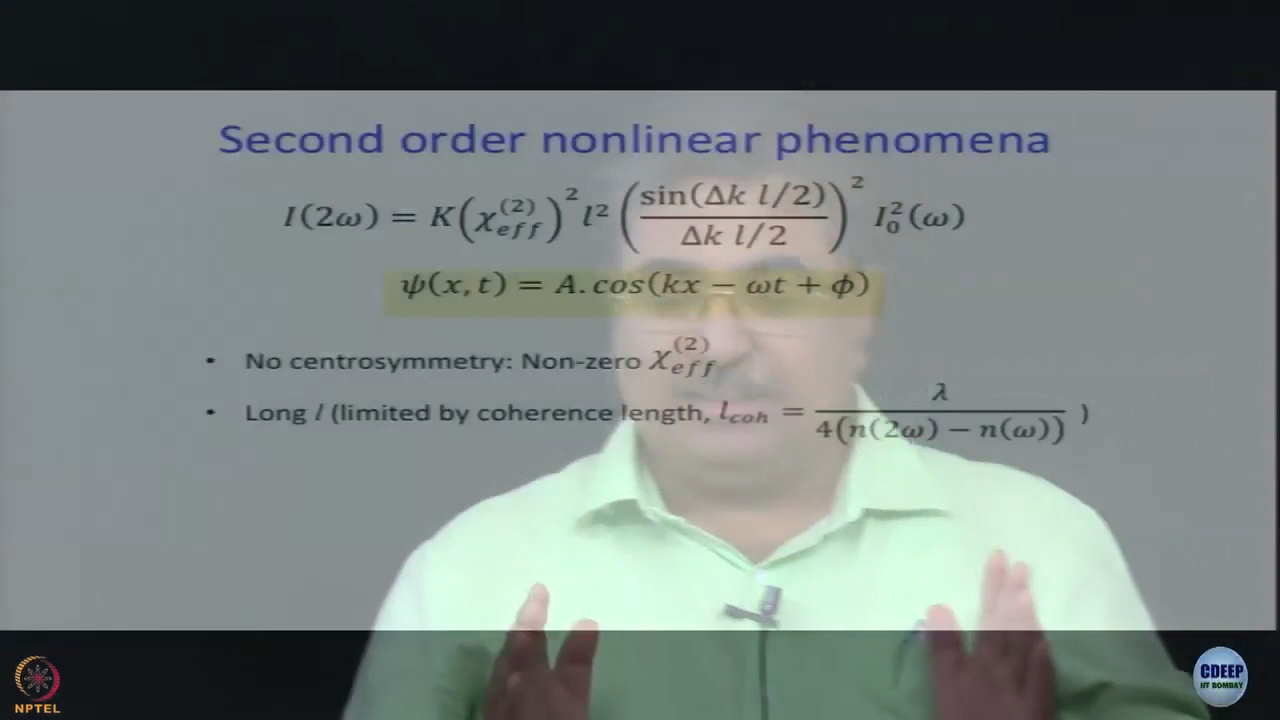 Second order nonlinear phenomena
I(2ω) = K(χ_eff^(2))^2 l^2 (sin(Δk l/2) / Δk l/2)^2 I_0^2(ω)
ψ(x, t) = A.cos(kx − ωt + ϕ)
• No centrosymmetry: Non-zero χ_eff^(2)
• Long l (limited by coherence length, l_coh = λ / 4(n(2ω) − n(ω)) )
NPTEL
CDEEP
IIT BOMBAY